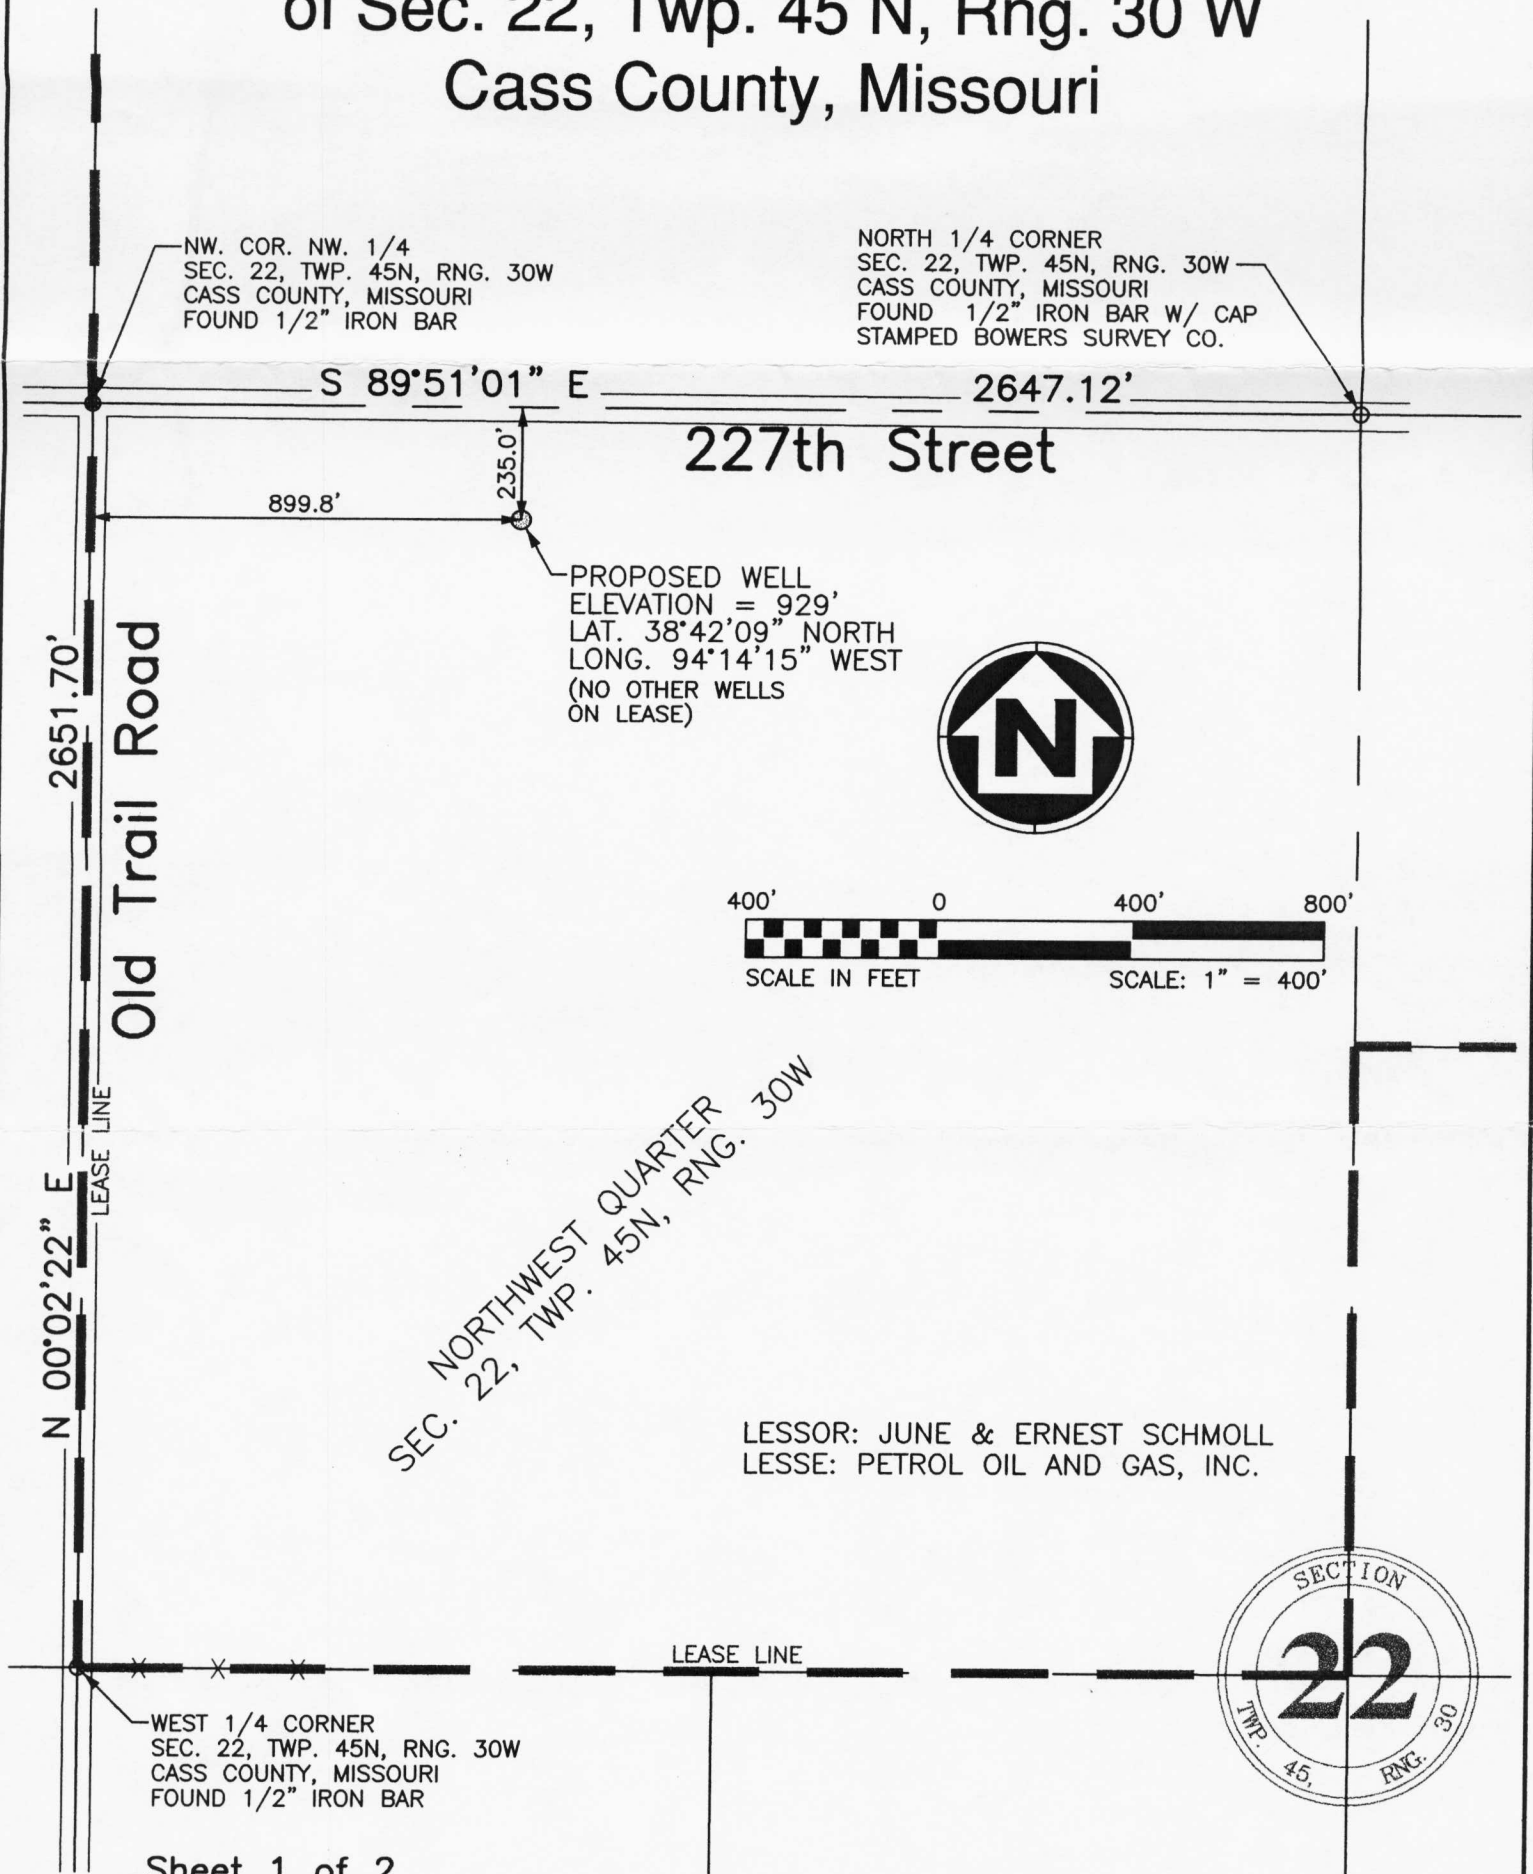 of Sec. 22, Twp. 45 N, Rng. 30 W
Cass County, Missouri
NW. COR. NW. 1/4
SEC. 22, TWP. 45N, RNG. 30W
CASS COUNTY, MISSOURI
FOUND 1/2" IRON BAR
NORTH 1/4 CORNER
SEC. 22, TWP. 45N, RNG. 30W
CASS COUNTY, MISSOURI
FOUND 1/2" IRON BAR W/ CAP
STAMPED BOWERS SURVEY CO.
S 89°51'01" E
2647.12'
227th Street
235.0'
899.8'
PROPOSED WELL
ELEVATION = 929'
LAT. 38°42'09" NORTH
LONG. 94°14'15" WEST
(NO OTHER WELLS
ON LEASE)
N
2651.70'
Old Trail Road
400' 0 400' 800'
SCALE IN FEET SCALE: 1" = 400'
LEASE LINE
N 00°02'22" E
NORTHWEST QUARTER
SEC. 22, TWP. 45N, RNG. 30W
LESSOR: JUNE & ERNEST SCHMOLL
LESSE: PETROL OIL AND GAS, INC.
LEASE LINE
SECTION
22
TWP. 45, RNG. 30
WEST 1/4 CORNER
SEC. 22, TWP. 45N, RNG. 30W
CASS COUNTY, MISSOURI
FOUND 1/2" IRON BAR
Sheet 1 of 2